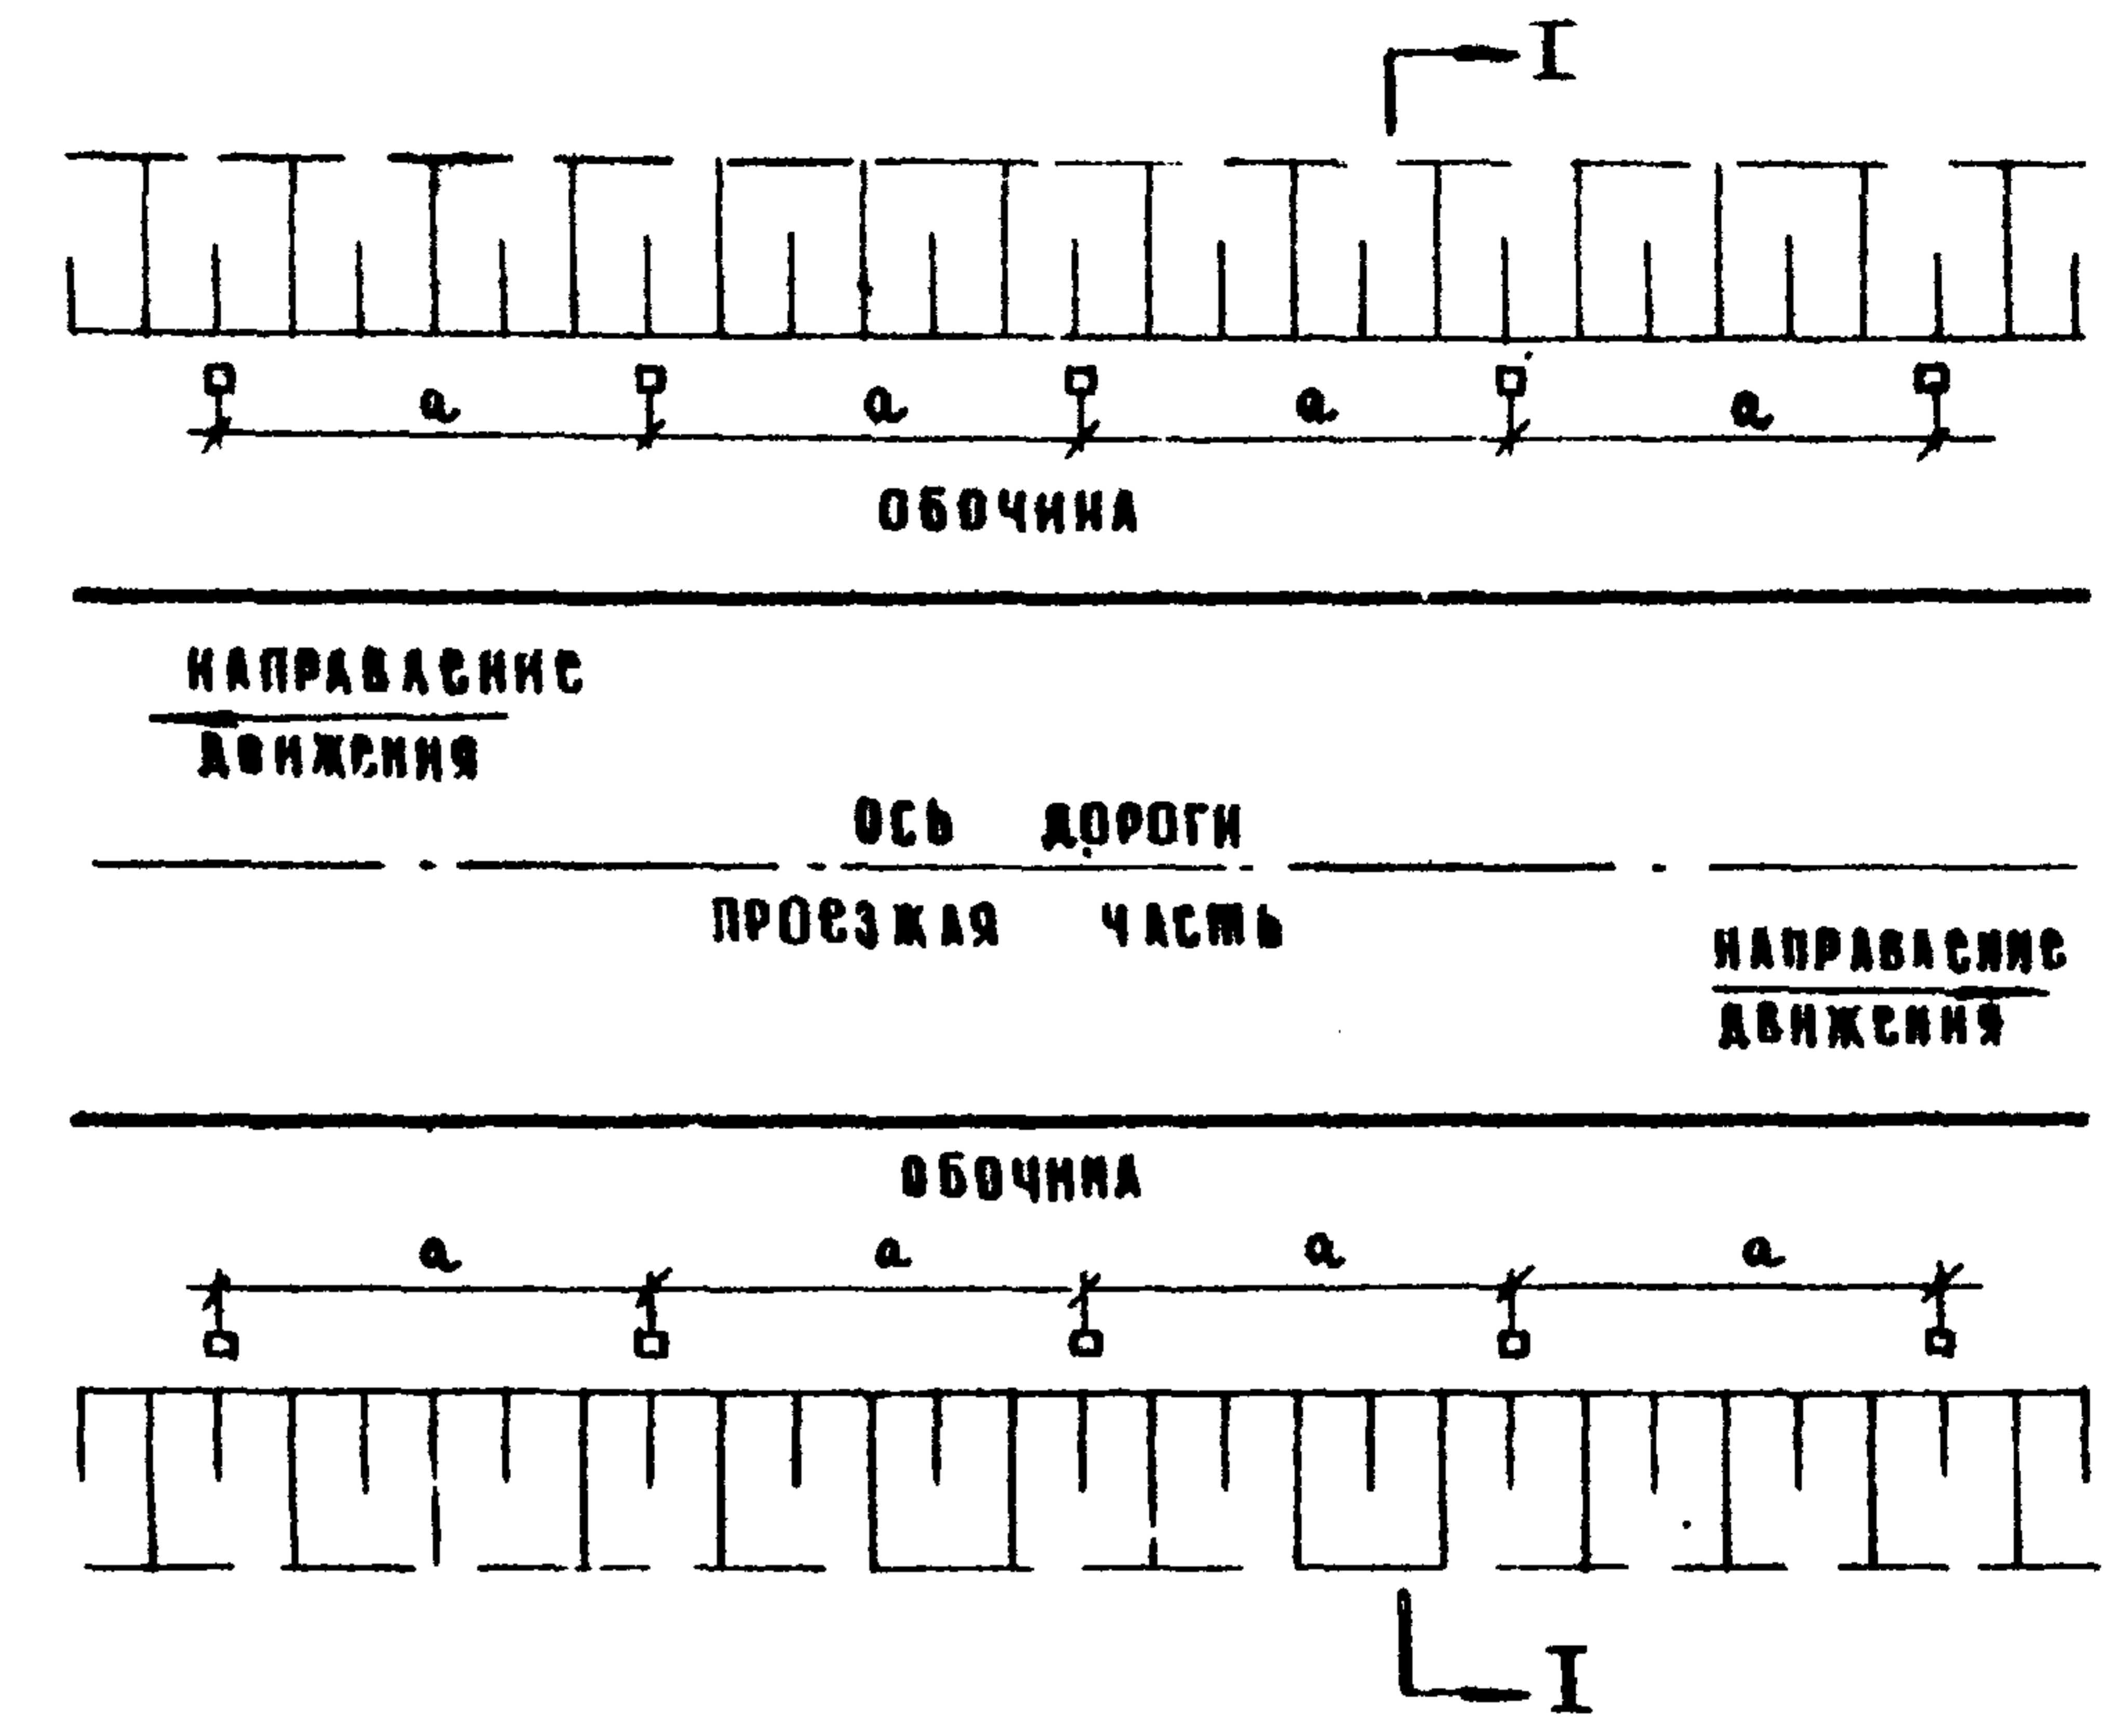 I
а а а а
ОБОЧИНА
НАПРАВЛЕНИЕ
ДВИЖЕНИЯ
ОСЬ ДОРОГИ
ПРОЕЗЖАЯ ЧАСТЬ
НАПРАВЛЕНИЕ
ДВИЖЕНИЯ
ОБОЧИНА
а а а а
I